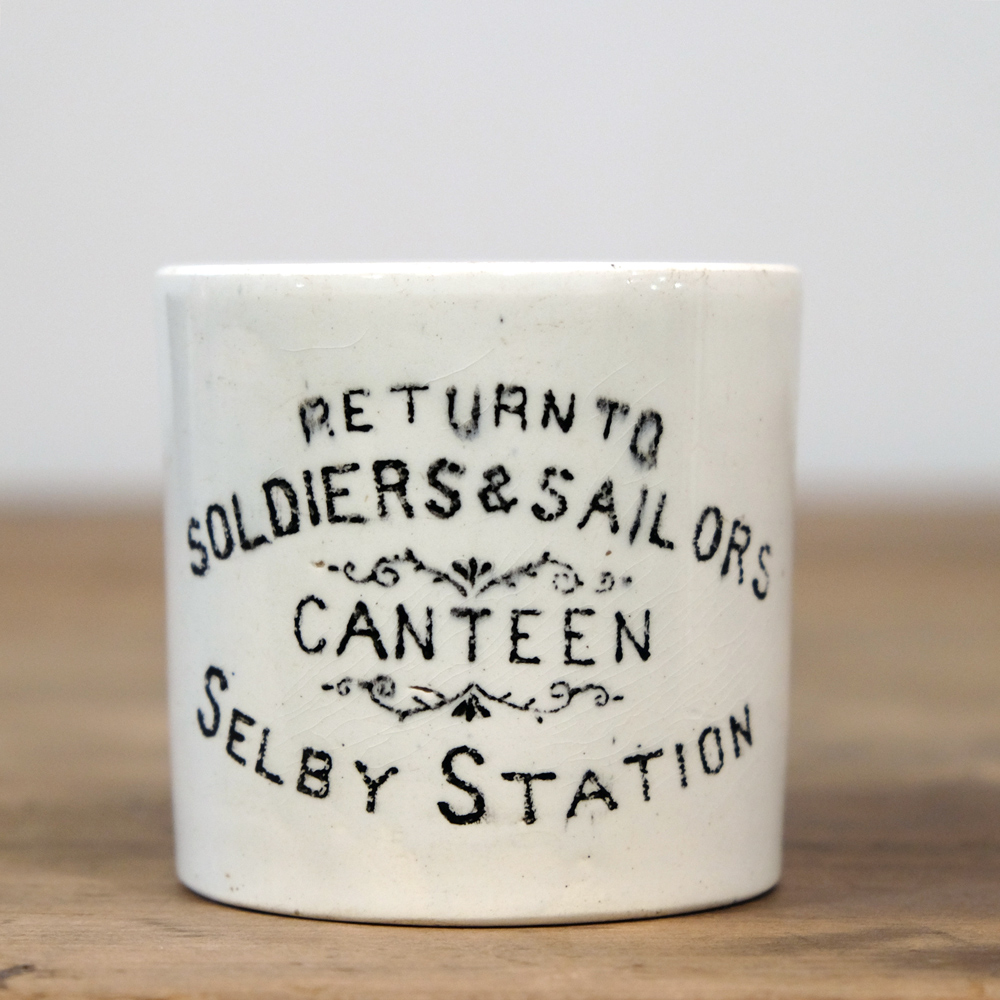 RETURN TO
SOLDIERS & SAILORS
CANTEEN
SELBY STATION